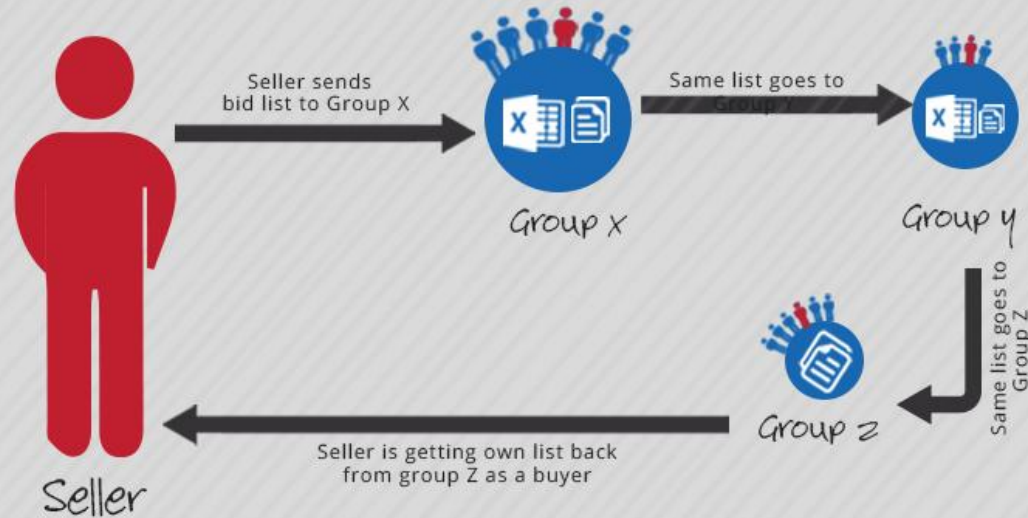 Seller sends
bid list to Group X
Same list goes to
Group Y
X
Group X
X
Group Y
Same list goes to
Group Z
Group Z
Seller is getting own list back
from group Z as a buyer
Seller